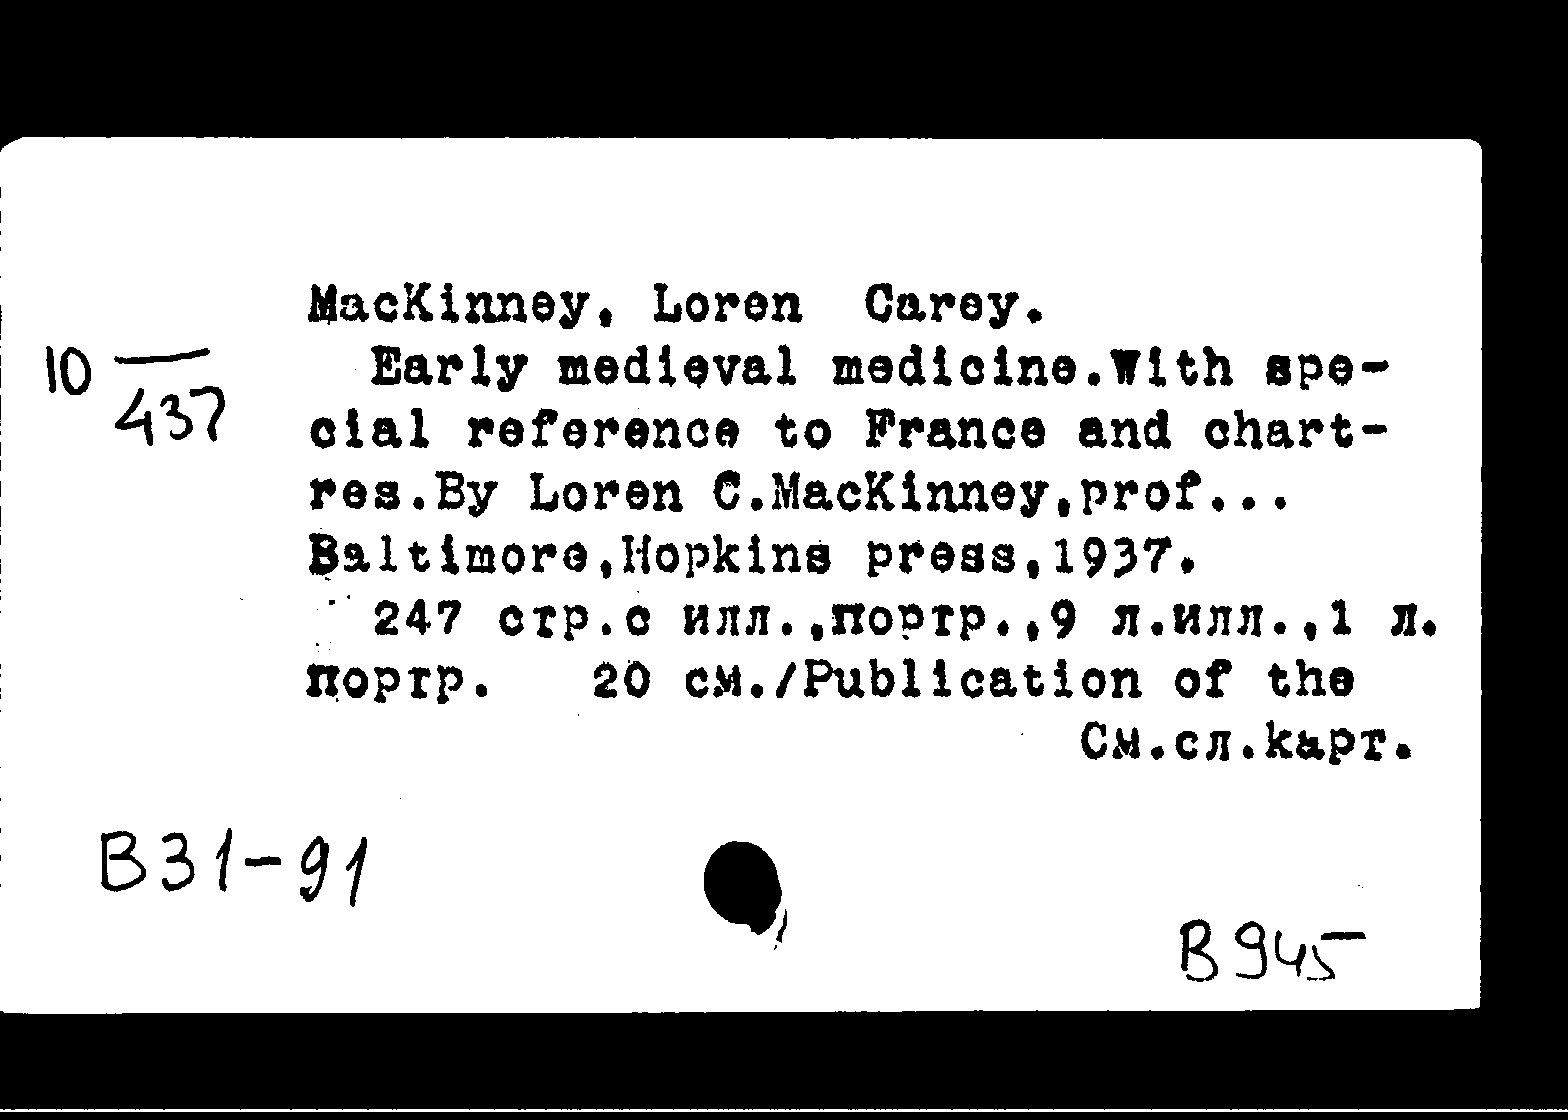 MacKinney, Loren Carey.
10 —
437
Early medieval medicine.With spe-
cial reference to France and chart-
res.By Loren C.MacKinney,prof...
Baltimore,Hopkins press,1937.
247 стр.с илл.,портр.,9 л.илл.,1 л.
портр. 20 см./Publication of the
См.сл.карт.
В31-91
В945